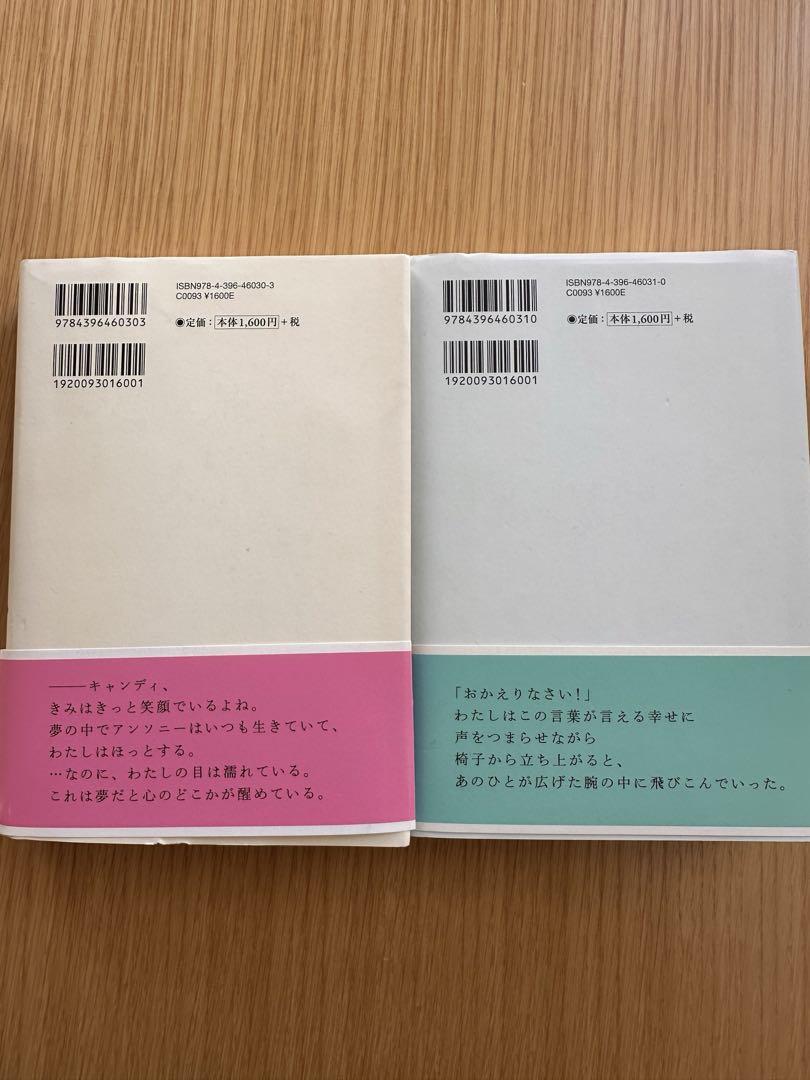 ISBN978-4-396-46030-3
C0093 ¥1600E
9784396460303
●定価：本体1,600円＋税
1920093016001
――キャンディ、
きみはきっと笑顔でいるよね。
夢の中でアンソニーはいつも生きていて、
わたしはほっとする。
…なのに、わたしの目は濡れている。
これは夢だと心のどこかが醒めている。
ISBN978-4-396-46031-0
C0093 ¥1600E
9784396460310
●定価：本体1,600円＋税
1920093016001
「おかえりなさい！」
わたしはこの言葉が言える幸せに
声をつまらせながら
椅子から立ち上がると、
あのひとが広げた腕の中に飛びこんでいった。